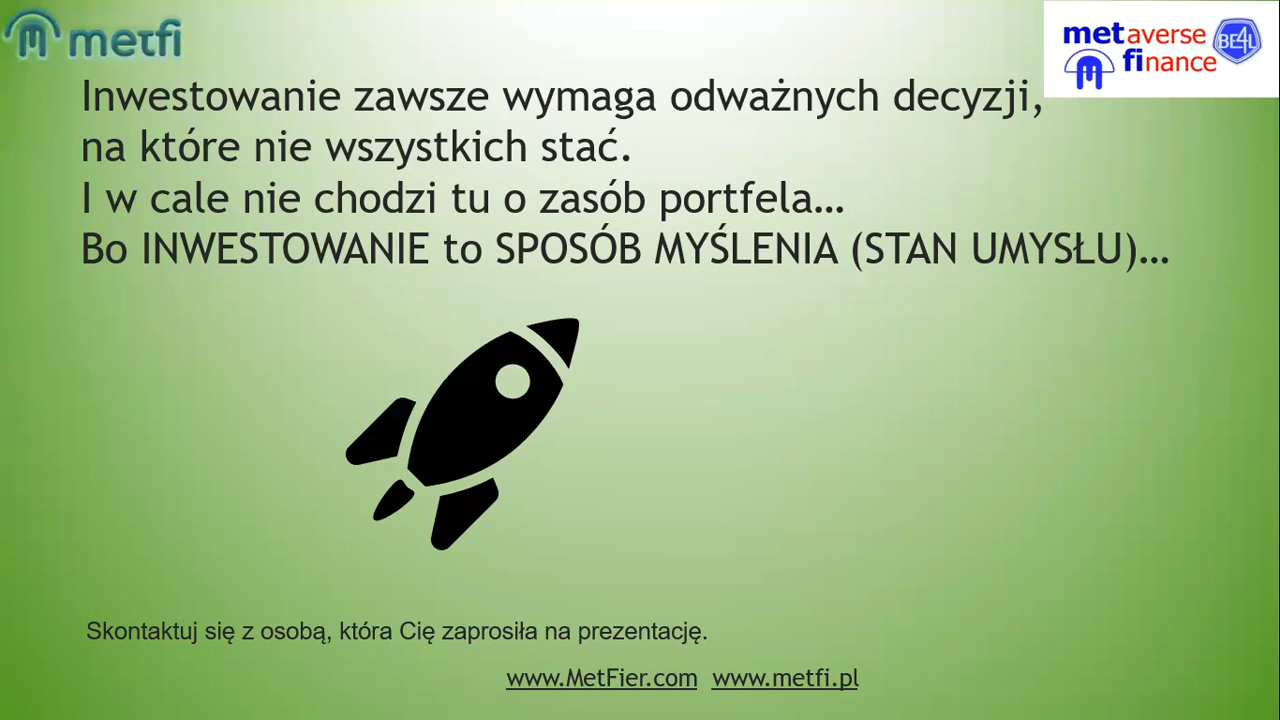 metfi
metaverse
finance
BE4L
Inwestowanie zawsze wymaga odważnych decyzji,
na które nie wszystkich stać.
I w cale nie chodzi tu o zasób portfela…
Bo INWESTOWANIE to SPOSÓB MYŚLENIA (STAN UMYSŁU)…
Skontaktuj się z osobą, która Cię zaprosiła na prezentację.
www.MetFier.com www.metfi.pl